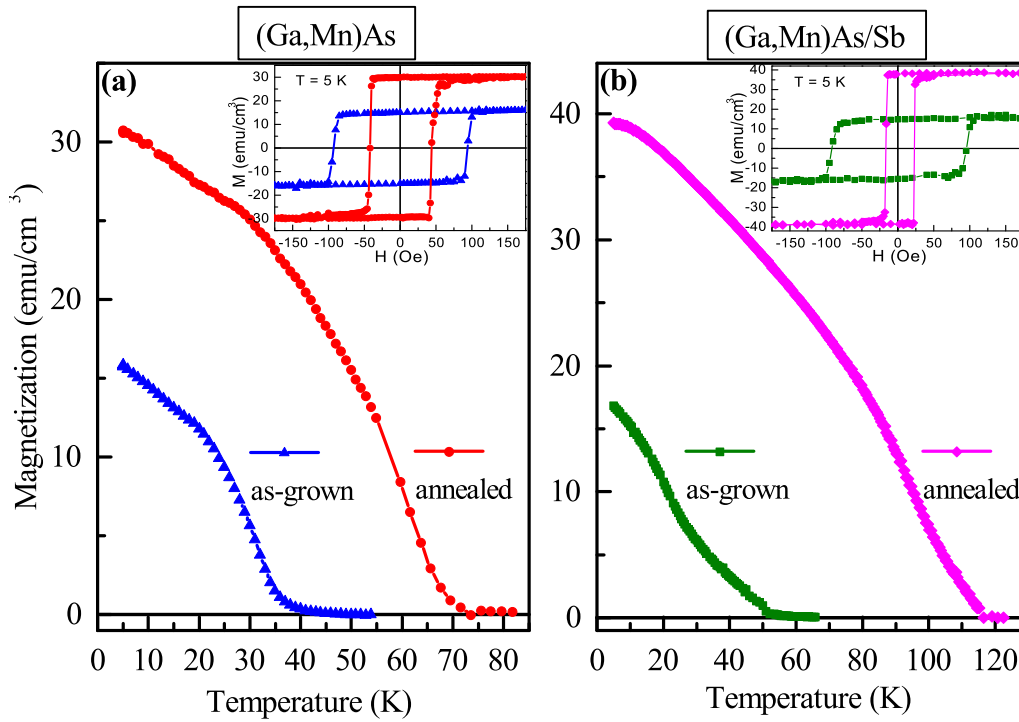 (Ga,Mn)As
(Ga,Mn)As/Sb
(a)
T = 5 K
M (emu/cm3)
30
20
10
0
-10
-20
-30
-150 -100 -50 0 50 100 150
H (Oe)
Magnetization (emu/cm 3)
30
20
10
0
as-grown
annealed
0 10 20 30 40 50 60 70 80
Temperature (K)
(b)
T = 5 K
M (emu/cm3)
40
30
20
10
0
-10
-20
-30
-40
-150 -100 -50 0 50 100 150
H (Oe)
40
30
20
10
0
as-grown
annealed
0 20 40 60 80 100 120
Temperature (K)